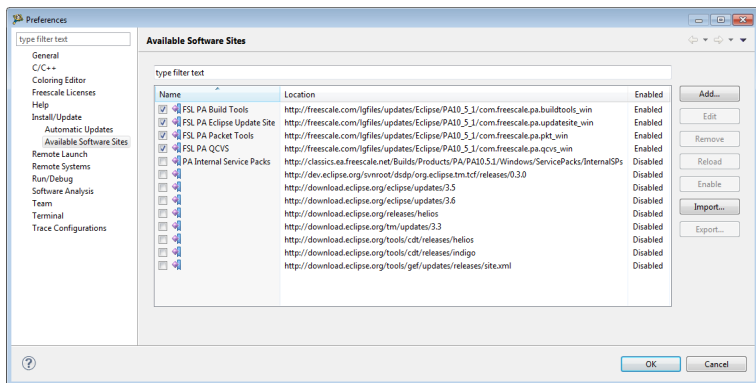 Preferences
type filter text
General
C/C++
Coloring Editor
Freescale Licenses
Help
Install/Update
Automatic Updates
Available Software Sites
Remote Launch
Remote Systems
Run/Debug
Software Analysis
Team
Terminal
Trace Configurations
Available Software Sites
type filter text
Name Location Enabled
FSL PA Build Tools http://freescale.com/lgfiles/updates/Eclipse/PA10_5_1/com.freescale.pa.buildtools_win Enabled
FSL PA Eclipse Update Site http://freescale.com/lgfiles/updates/Eclipse/PA10_5_1/com.freescale.pa.updatesite_win Enabled
FSL PA Packet Tools http://freescale.com/lgfiles/updates/Eclipse/PA10_5_1/com.freescale.pa.pkt_win Enabled
FSL PA QCVS http://freescale.com/lgfiles/updates/Eclipse/PA10_5_1/com.freescale.pa.qcvs_win Enabled
PA Internal Service Packs http://classics.ea.freescale.net/Builds/Products/PA/PA10.5.1/Windows/ServicePacks/InternalSPs Disabled
http://dev.eclipse.org/svnroot/dsdp/org.eclipse.tm.tcf/releases/0.3.0 Disabled
http://download.eclipse.org/eclipse/updates/3.5 Disabled
http://download.eclipse.org/eclipse/updates/3.6 Disabled
http://download.eclipse.org/releases/helios Disabled
http://download.eclipse.org/tm/updates/3.3 Disabled
http://download.eclipse.org/tools/cdt/releases/helios Disabled
http://download.eclipse.org/tools/cdt/releases/indigo Disabled
http://download.eclipse.org/tools/gef/updates/releases/site.xml Disabled
Add...
Edit
Remove
Reload
Enable
Import...
Export...
OK Cancel